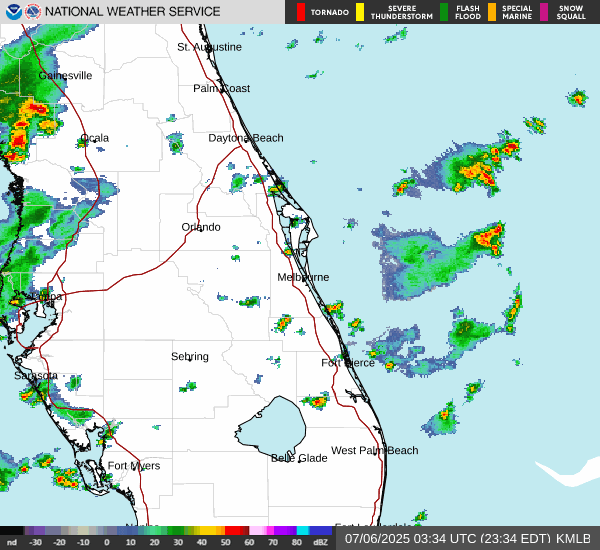 NATIONAL WEATHER SERVICE
TORNADO
SEVERE THUNDERSTORM
FLASH FLOOD
SPECIAL MARINE
SNOW SQUALL
St. Augustine
Gainesville
Palm Coast
Ocala
Daytona Beach
Orlando
Melbourne
Tampa
Sebring
Fort Pierce
Sarasota
West Palm Beach
Belle Glade
Fort Myers
Fort Lauderdale
nd -30 -20 -10 0 10 20 30 40 50 60 70 80 dBZ
07/06/2025 03:34 UTC (23:34 EDT) KMLB